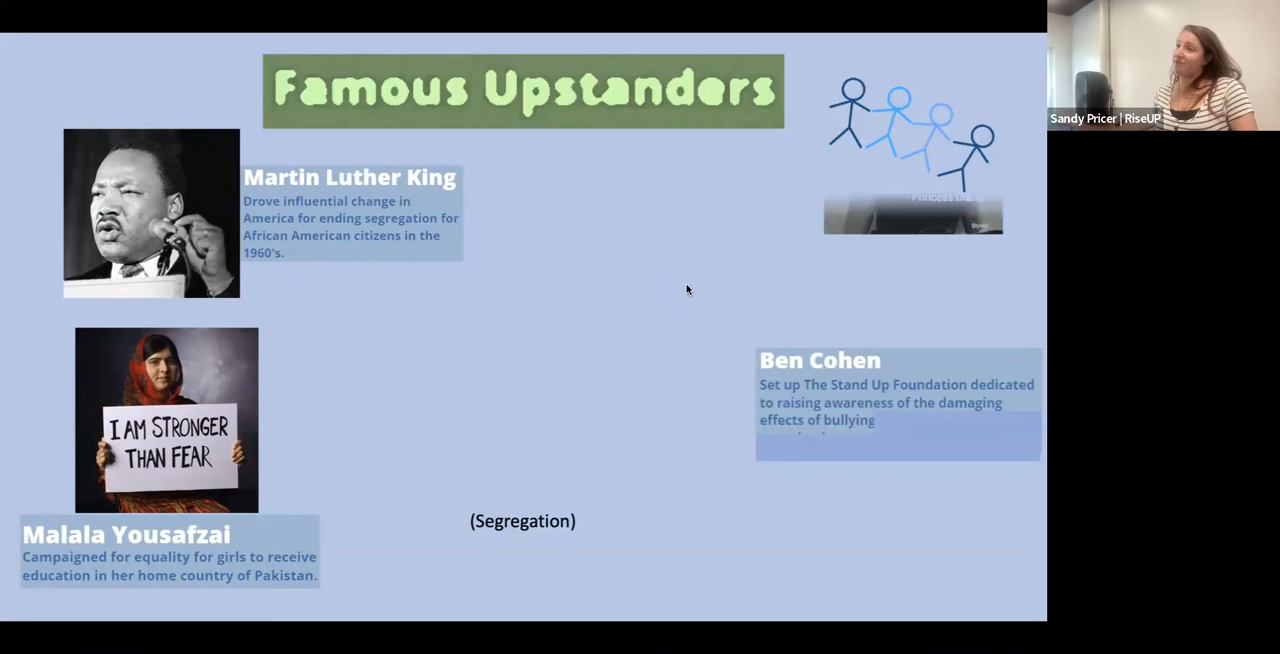 Famous Upstanders
Martin Luther King
Drove influential change in
America for ending segregation for
African American citizens in the
1960's.
I AM STRONGER
THAN FEAR
Malala Yousafzai
Campaigned for equality for girls to receive
education in her home country of Pakistan.
(Segregation)
Princess Diana
Ben Cohen
Set up The Stand Up Foundation dedicated
to raising awareness of the damaging
effects of bullying
Sandy Pricer | RiseUP